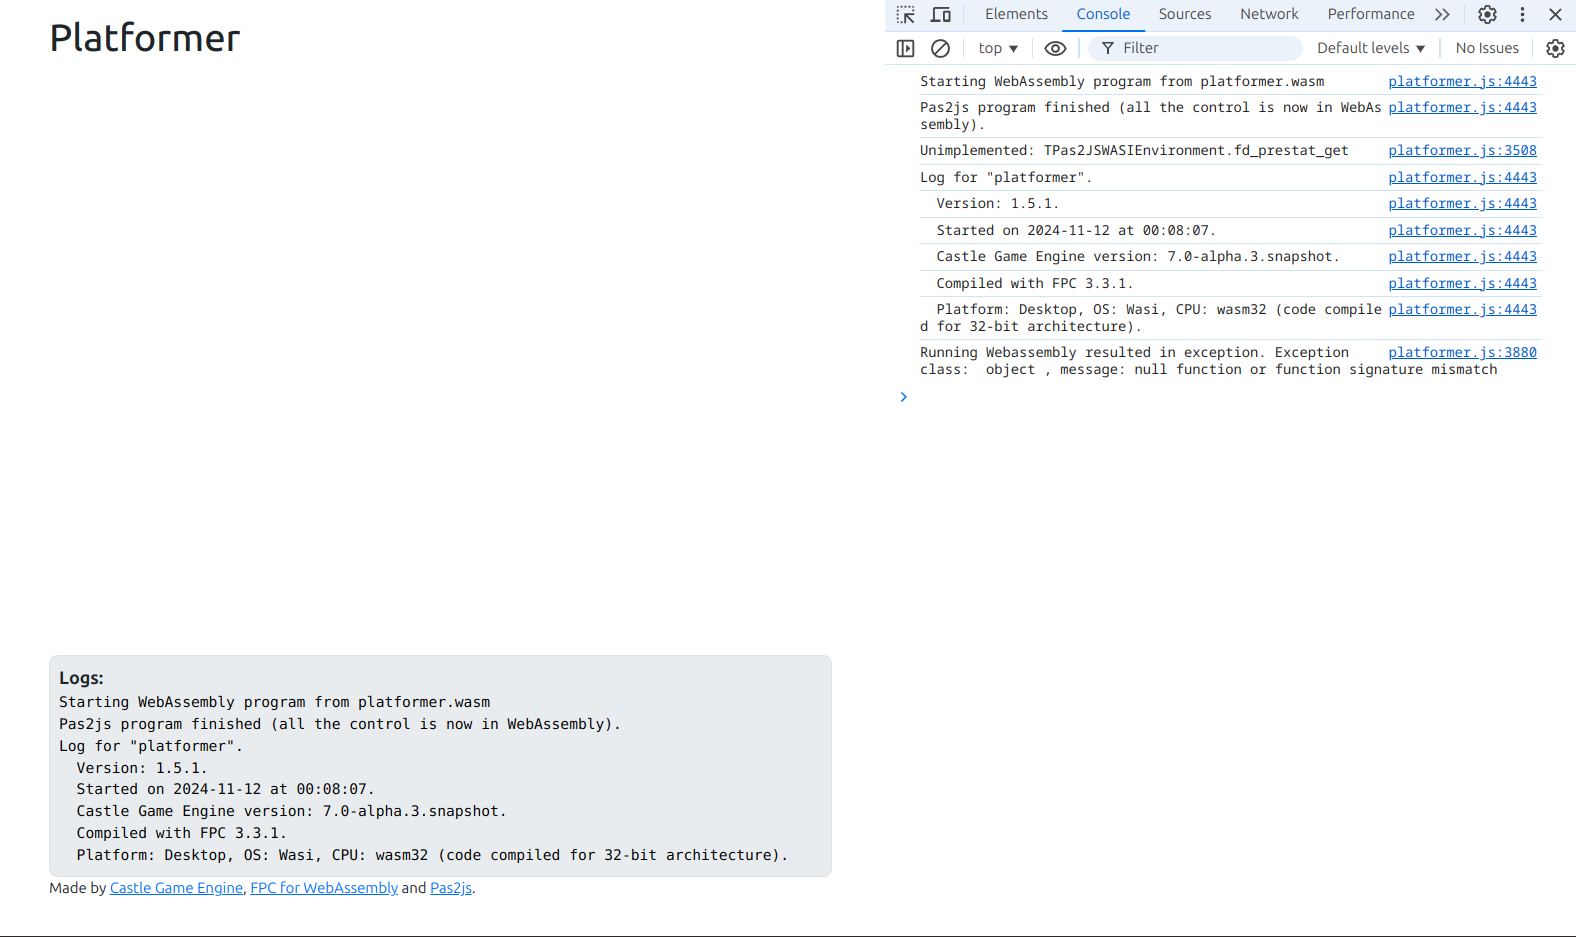 Platformer
Elements Console Sources Network Performance
top Filter Default levels No Issues
Starting WebAssembly program from platformer.wasm platformer.js:4443
Pas2js program finished (all the control is now in WebAs platformer.js:4443
sembly).
Unimplemented: TPas2JSWASIEnvironment.fd_prestat_get platformer.js:3508
Log for "platformer". platformer.js:4443
Version: 1.5.1. platformer.js:4443
Started on 2024-11-12 at 00:08:07. platformer.js:4443
Castle Game Engine version: 7.0-alpha.3.snapshot. platformer.js:4443
Compiled with FPC 3.3.1. platformer.js:4443
Platform: Desktop, OS: Wasi, CPU: wasm32 (code compile platformer.js:4443
d for 32-bit architecture).
Running Webassembly resulted in exception. Exception platformer.js:3880
class:  object , message: null function or function signature mismatch
Logs:
Starting WebAssembly program from platformer.wasm
Pas2js program finished (all the control is now in WebAssembly).
Log for "platformer".
Version: 1.5.1.
Started on 2024-11-12 at 00:08:07.
Castle Game Engine version: 7.0-alpha.3.snapshot.
Compiled with FPC 3.3.1.
Platform: Desktop, OS: Wasi, CPU: wasm32 (code compiled for 32-bit architecture).
Made by Castle Game Engine, FPC for WebAssembly and Pas2js.